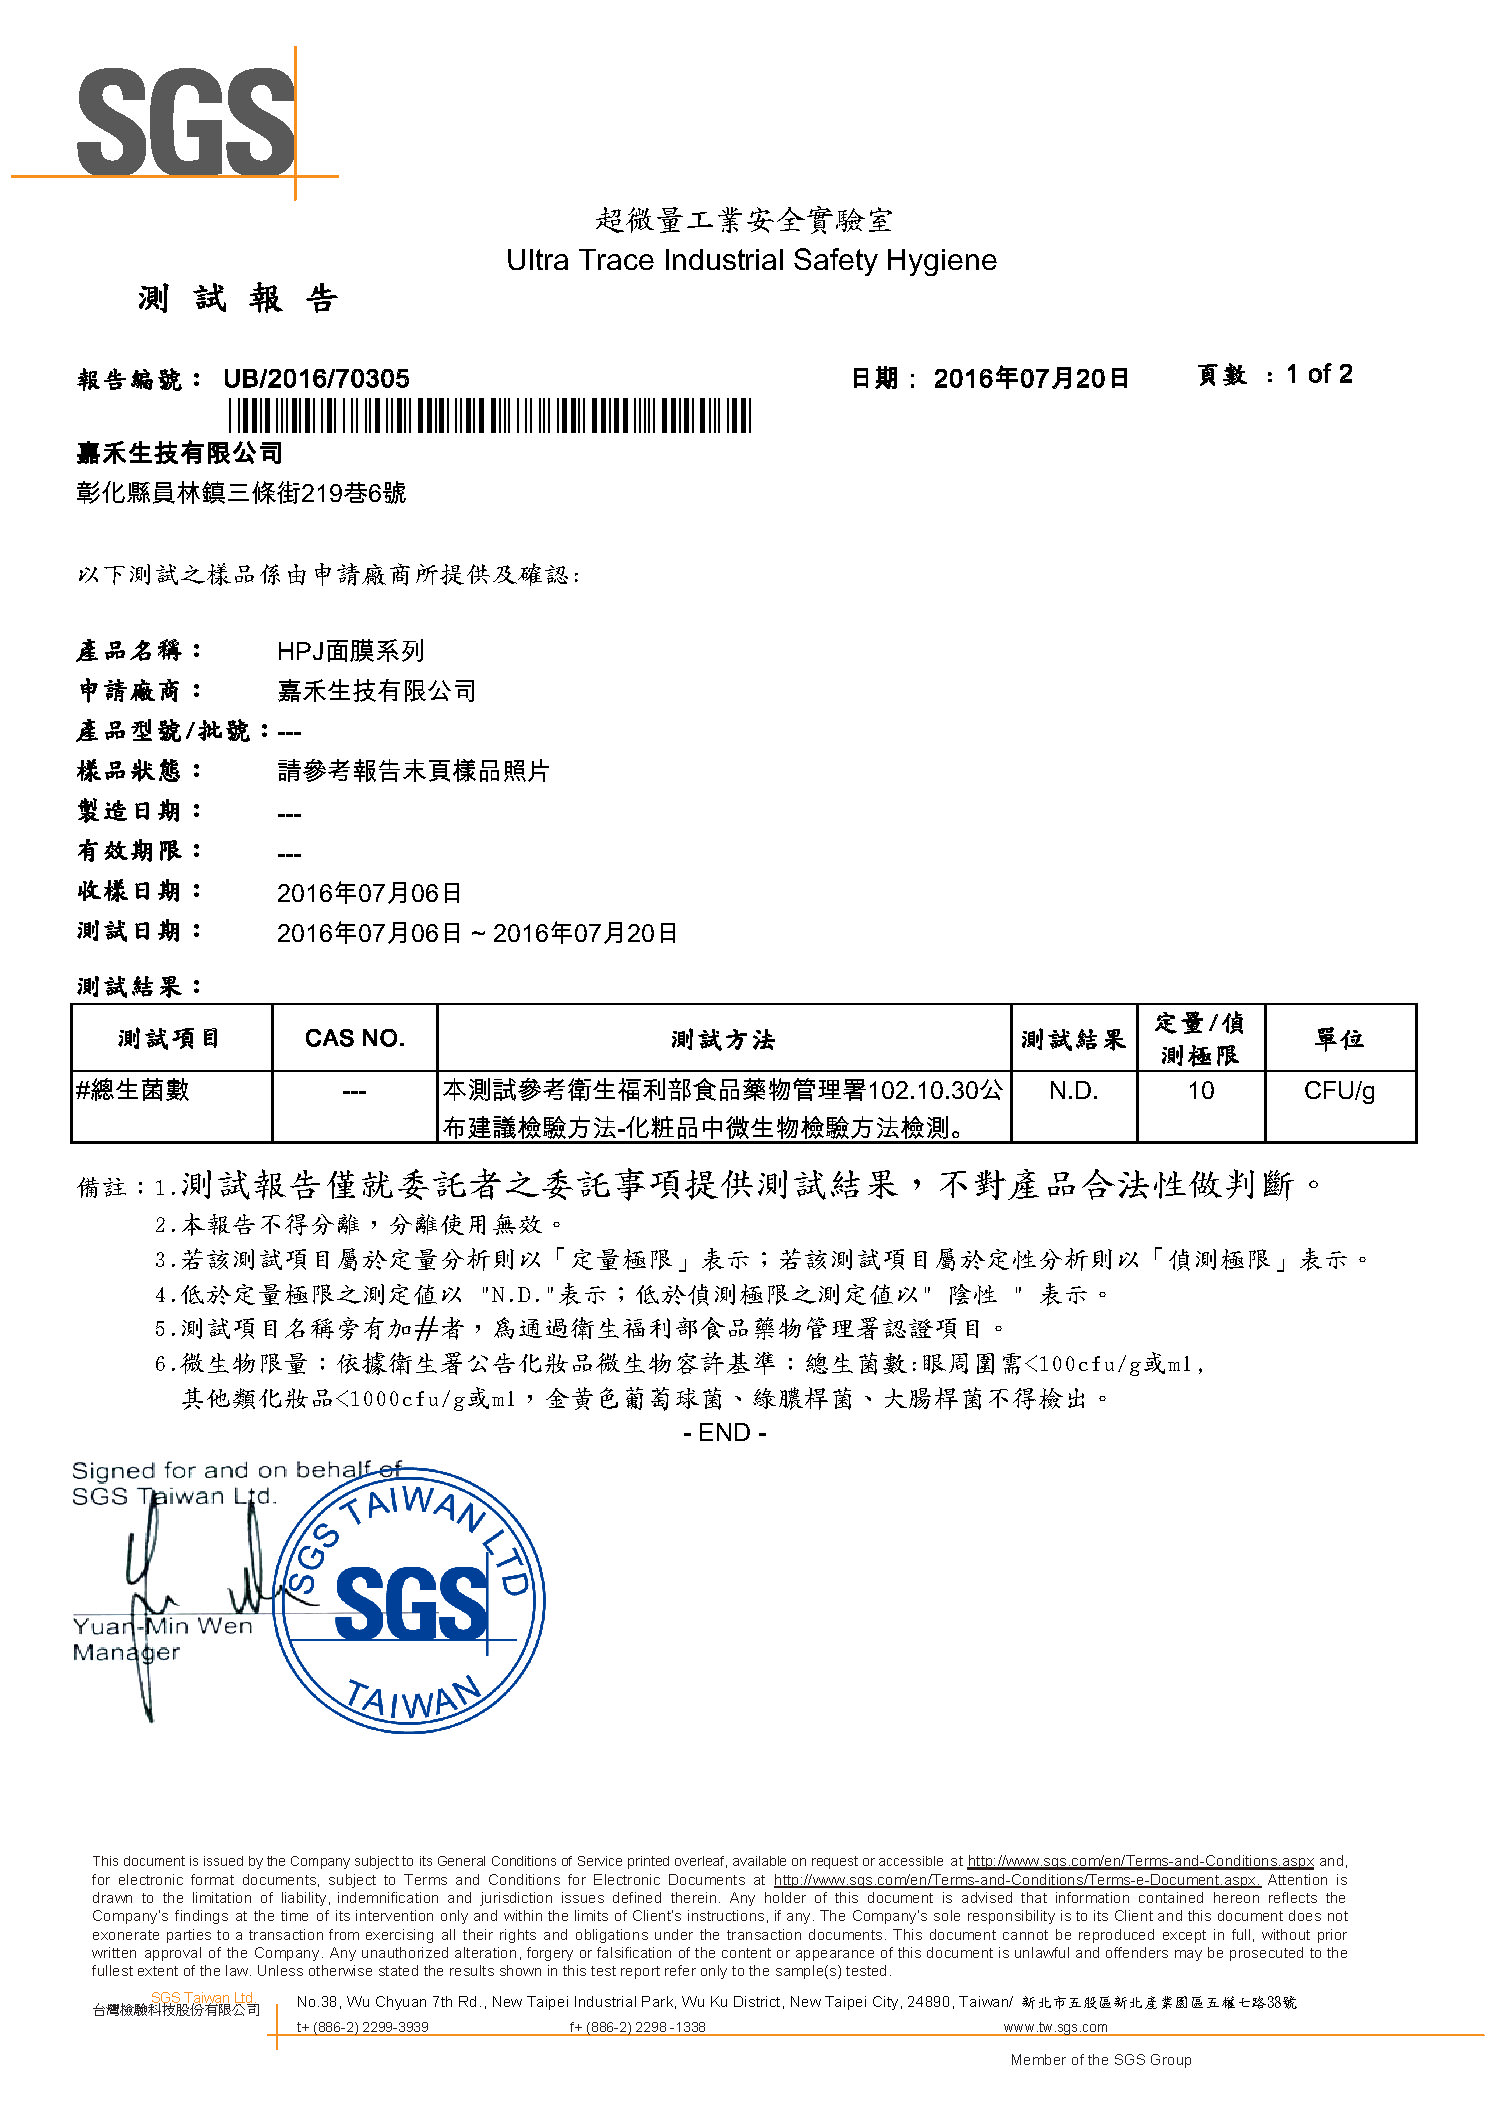 SGS
超微量工業安全實驗室
Ultra Trace Industrial Safety Hygiene
測 試 報 告
報告編號： UB/2016/70305 日期： 2016年07月20日 頁數 ：1 of 2
嘉禾生技有限公司
彰化縣員林鎮三條街219巷6號
以下測試之樣品係由申請廠商所提供及確認:
產品名稱： HPJ面膜系列
申請廠商： 嘉禾生技有限公司
產品型號/批號：---
樣品狀態： 請參考報告末頁樣品照片
製造日期： ---
有效期限： ---
收樣日期： 2016年07月06日
測試日期： 2016年07月06日 ~ 2016年07月20日
測試結果：
測試項目 CAS NO. 測試方法 測試結果 定量/偵測極限 單位
#總生菌數 --- 本測試參考衛生福利部食品藥物管理署102.10.30公 N.D. 10 CFU/g
布建議檢驗方法-化粧品中微生物檢驗方法檢測。
備註：1.測試報告僅就委託者之委託事項提供測試結果，不對產品合法性做判斷。
2.本報告不得分離，分離使用無效。
3.若該測試項目屬於定量分析則以「定量極限」表示；若該測試項目屬於定性分析則以「偵測極限」表示。
4.低於定量極限之測定值以 "N.D."表示；低於偵測極限之測定值以" 陰性 " 表示。
5.測試項目名稱旁有加#者，為通過衛生福利部食品藥物管理署認證項目。
6.微生物限量；依據衛生署公告化妝品微生物容許基準：總生菌數:眼周圍需<100cfu/g或ml,
其他類化妝品<1000cfu/g或ml，金黃色葡萄球菌、綠膿桿菌、大腸桿菌不得檢出。
- END -
Signed for and on behalf of
SGS Taiwan Ltd.
Yuan-Min Wen
Manager
SGS TAIWAN LTD
SGS
TAIWAN
This document is issued by the Company subject to its General Conditions of Service printed overleaf, available on request or accessible at http://www.sgs.com/en/Terms-and-Conditions.aspx and,
for electronic format documents, subject to Terms and Conditions for Electronic Documents at http://www.sgs.com/en/Terms-and-Conditions/Terms-e-Document.aspx. Attention is
drawn to the limitation of liability, indemnification and jurisdiction issues defined therein. Any holder of this document is advised that information contained hereon reflects the
Company's findings at the time of its intervention only and within the limits of Client's instructions, if any. The Company's sole responsibility is to its Client and this document does not
exonerate parties to a transaction from exercising all their rights and obligations under the transaction documents. This document cannot be reproduced except in full, without prior
written approval of the Company. Any unauthorized alteration, forgery or falsification of the content or appearance of this document is unlawful and offenders may be prosecuted to the
fullest extent of the law. Unless otherwise stated the results shown in this test report refer only to the sample(s) tested.
SGS Taiwan Ltd.
台灣檢驗科技股份有限公司
No.38, Wu Chyuan 7th Rd., New Taipei Industrial Park, Wu Ku District, New Taipei City, 24890, Taiwan/ 新北市五股區新北產業園區五權七路38號
t+ (886-2) 2299-3939 f+ (886-2) 2298 -1338 www.tw.sgs.com
Member of the SGS Group